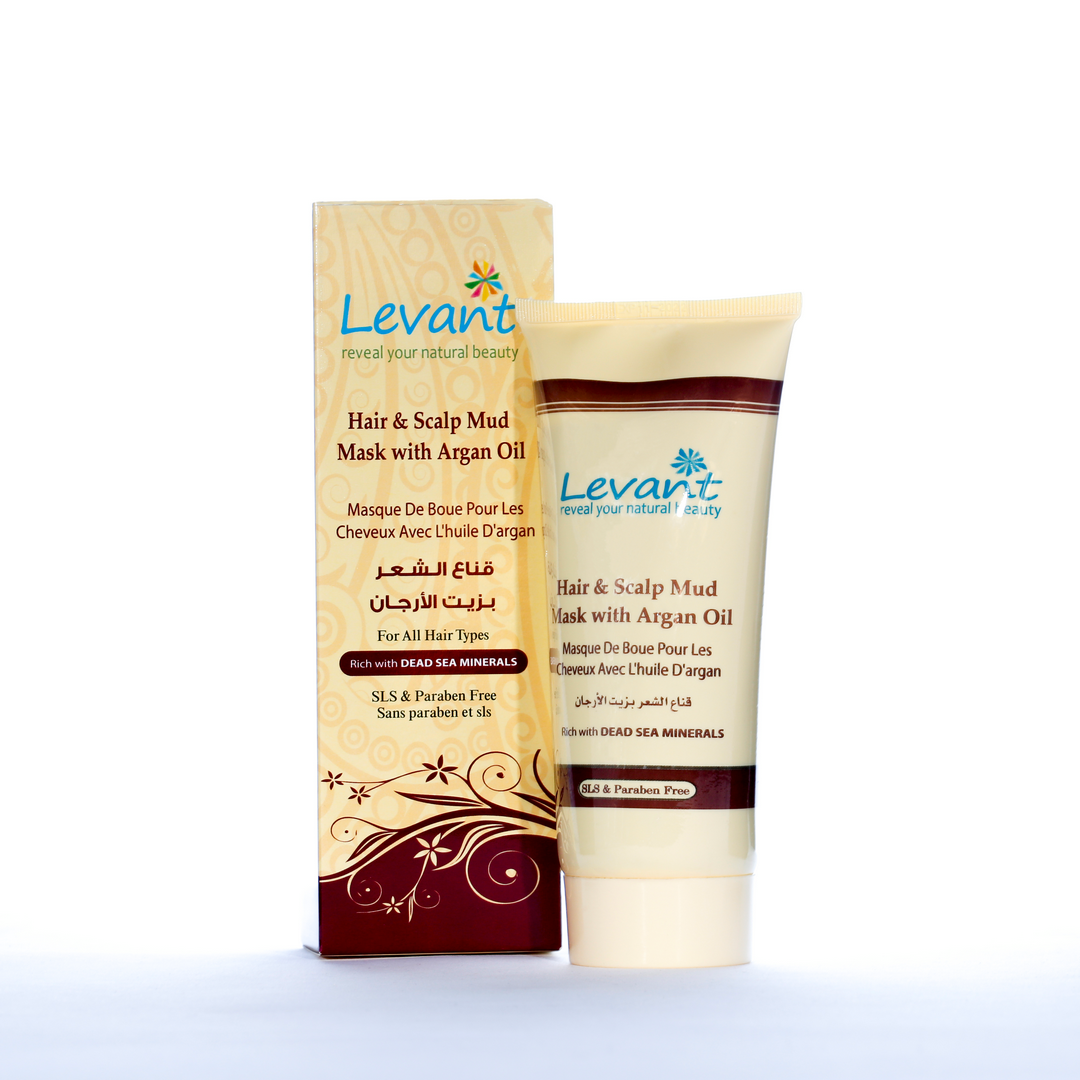 Levant
reveal your natural beauty
Hair & Scalp Mud
Mask with Argan Oil
Masque De Boue Pour Les
Cheveux Avec L'huile D'argan
قناع الشعر
بزيت الأرجان
For All Hair Types
Rich with DEAD SEA MINERALS
SLS & Paraben Free
Sans paraben et sls
Levant
reveal your natural beauty
Hair & Scalp Mud
Mask with Argan Oil
Masque De Boue Pour Les
Cheveux Avec L'huile D'argan
قناع الشعر بزيت الأرجان
Rich with DEAD SEA MINERALS
SLS & Paraben Free